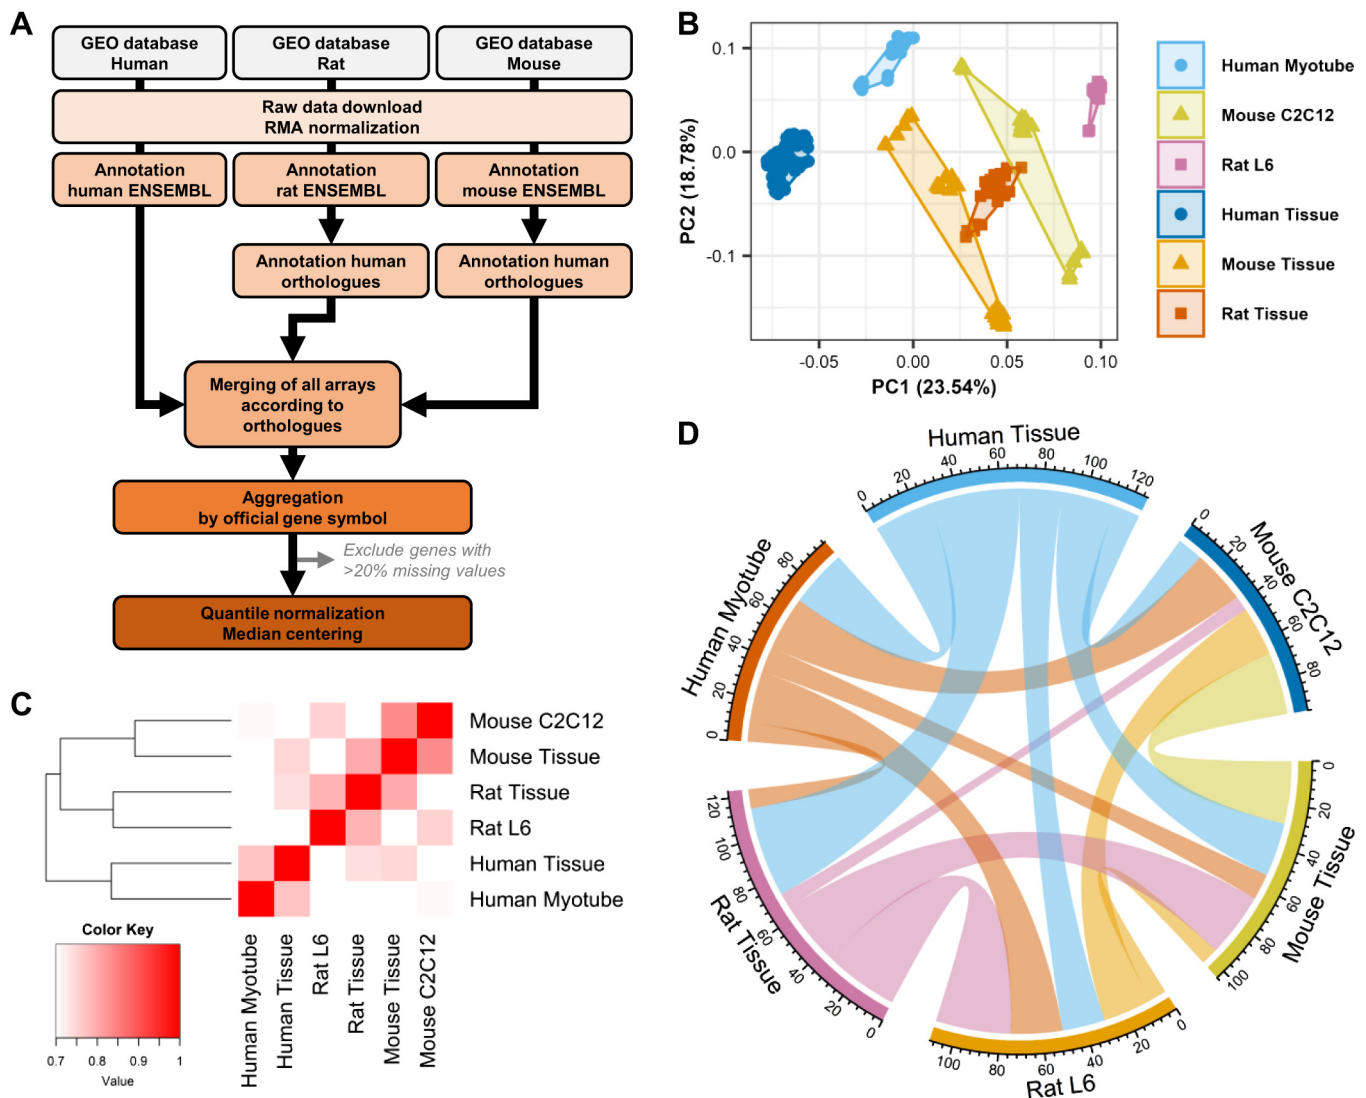 A
GEO database
Human
GEO database
Rat
GEO database
Mouse
Raw data download
RMA normalization
Annotation
human ENSEMBL
Annotation
rat ENSEMBL
Annotation
mouse ENSEMBL
Annotation human
orthologues
Annotation human
orthologues
Merging of all arrays
according to
orthologues
Aggregation
by official gene symbol
Exclude genes with
>20% missing values
Quantile normalization
Median centering
B
PC2 (18.78%)
0.1
0.0
-0.1
-0.05
0.00
0.05
0.10
PC1 (23.54%)
Human Myotube
Mouse C2C12
Rat L6
Human Tissue
Mouse Tissue
Rat Tissue
C
Mouse C2C12
Mouse Tissue
Rat Tissue
Rat L6
Human Tissue
Human Myotube
Human Myotube
Human Tissue
Rat L6
Rat Tissue
Mouse Tissue
Mouse C2C12
Color Key
0.7
0.8
0.9
1
Value
D
Human Tissue
0
20
40
60
80
100
120
Mouse C2C12
0
20
40
60
80
Mouse Tissue
0
20
40
60
80
100
Rat L6
0
20
40
60
80
100
Rat Tissue
0
20
40
60
80
100
120
Human Myotube
0
20
40
60
80